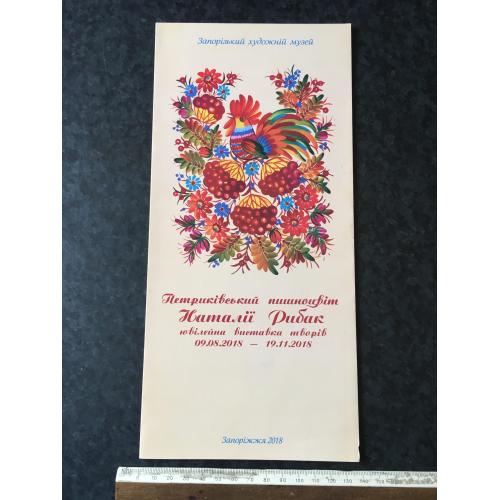 Запорізький художній музей
Петриківський пишноцвіт
Наталії Рибак
ювілейна виставка творів
09.08.2018 — 19.11.2018
Запоріжжя 2018